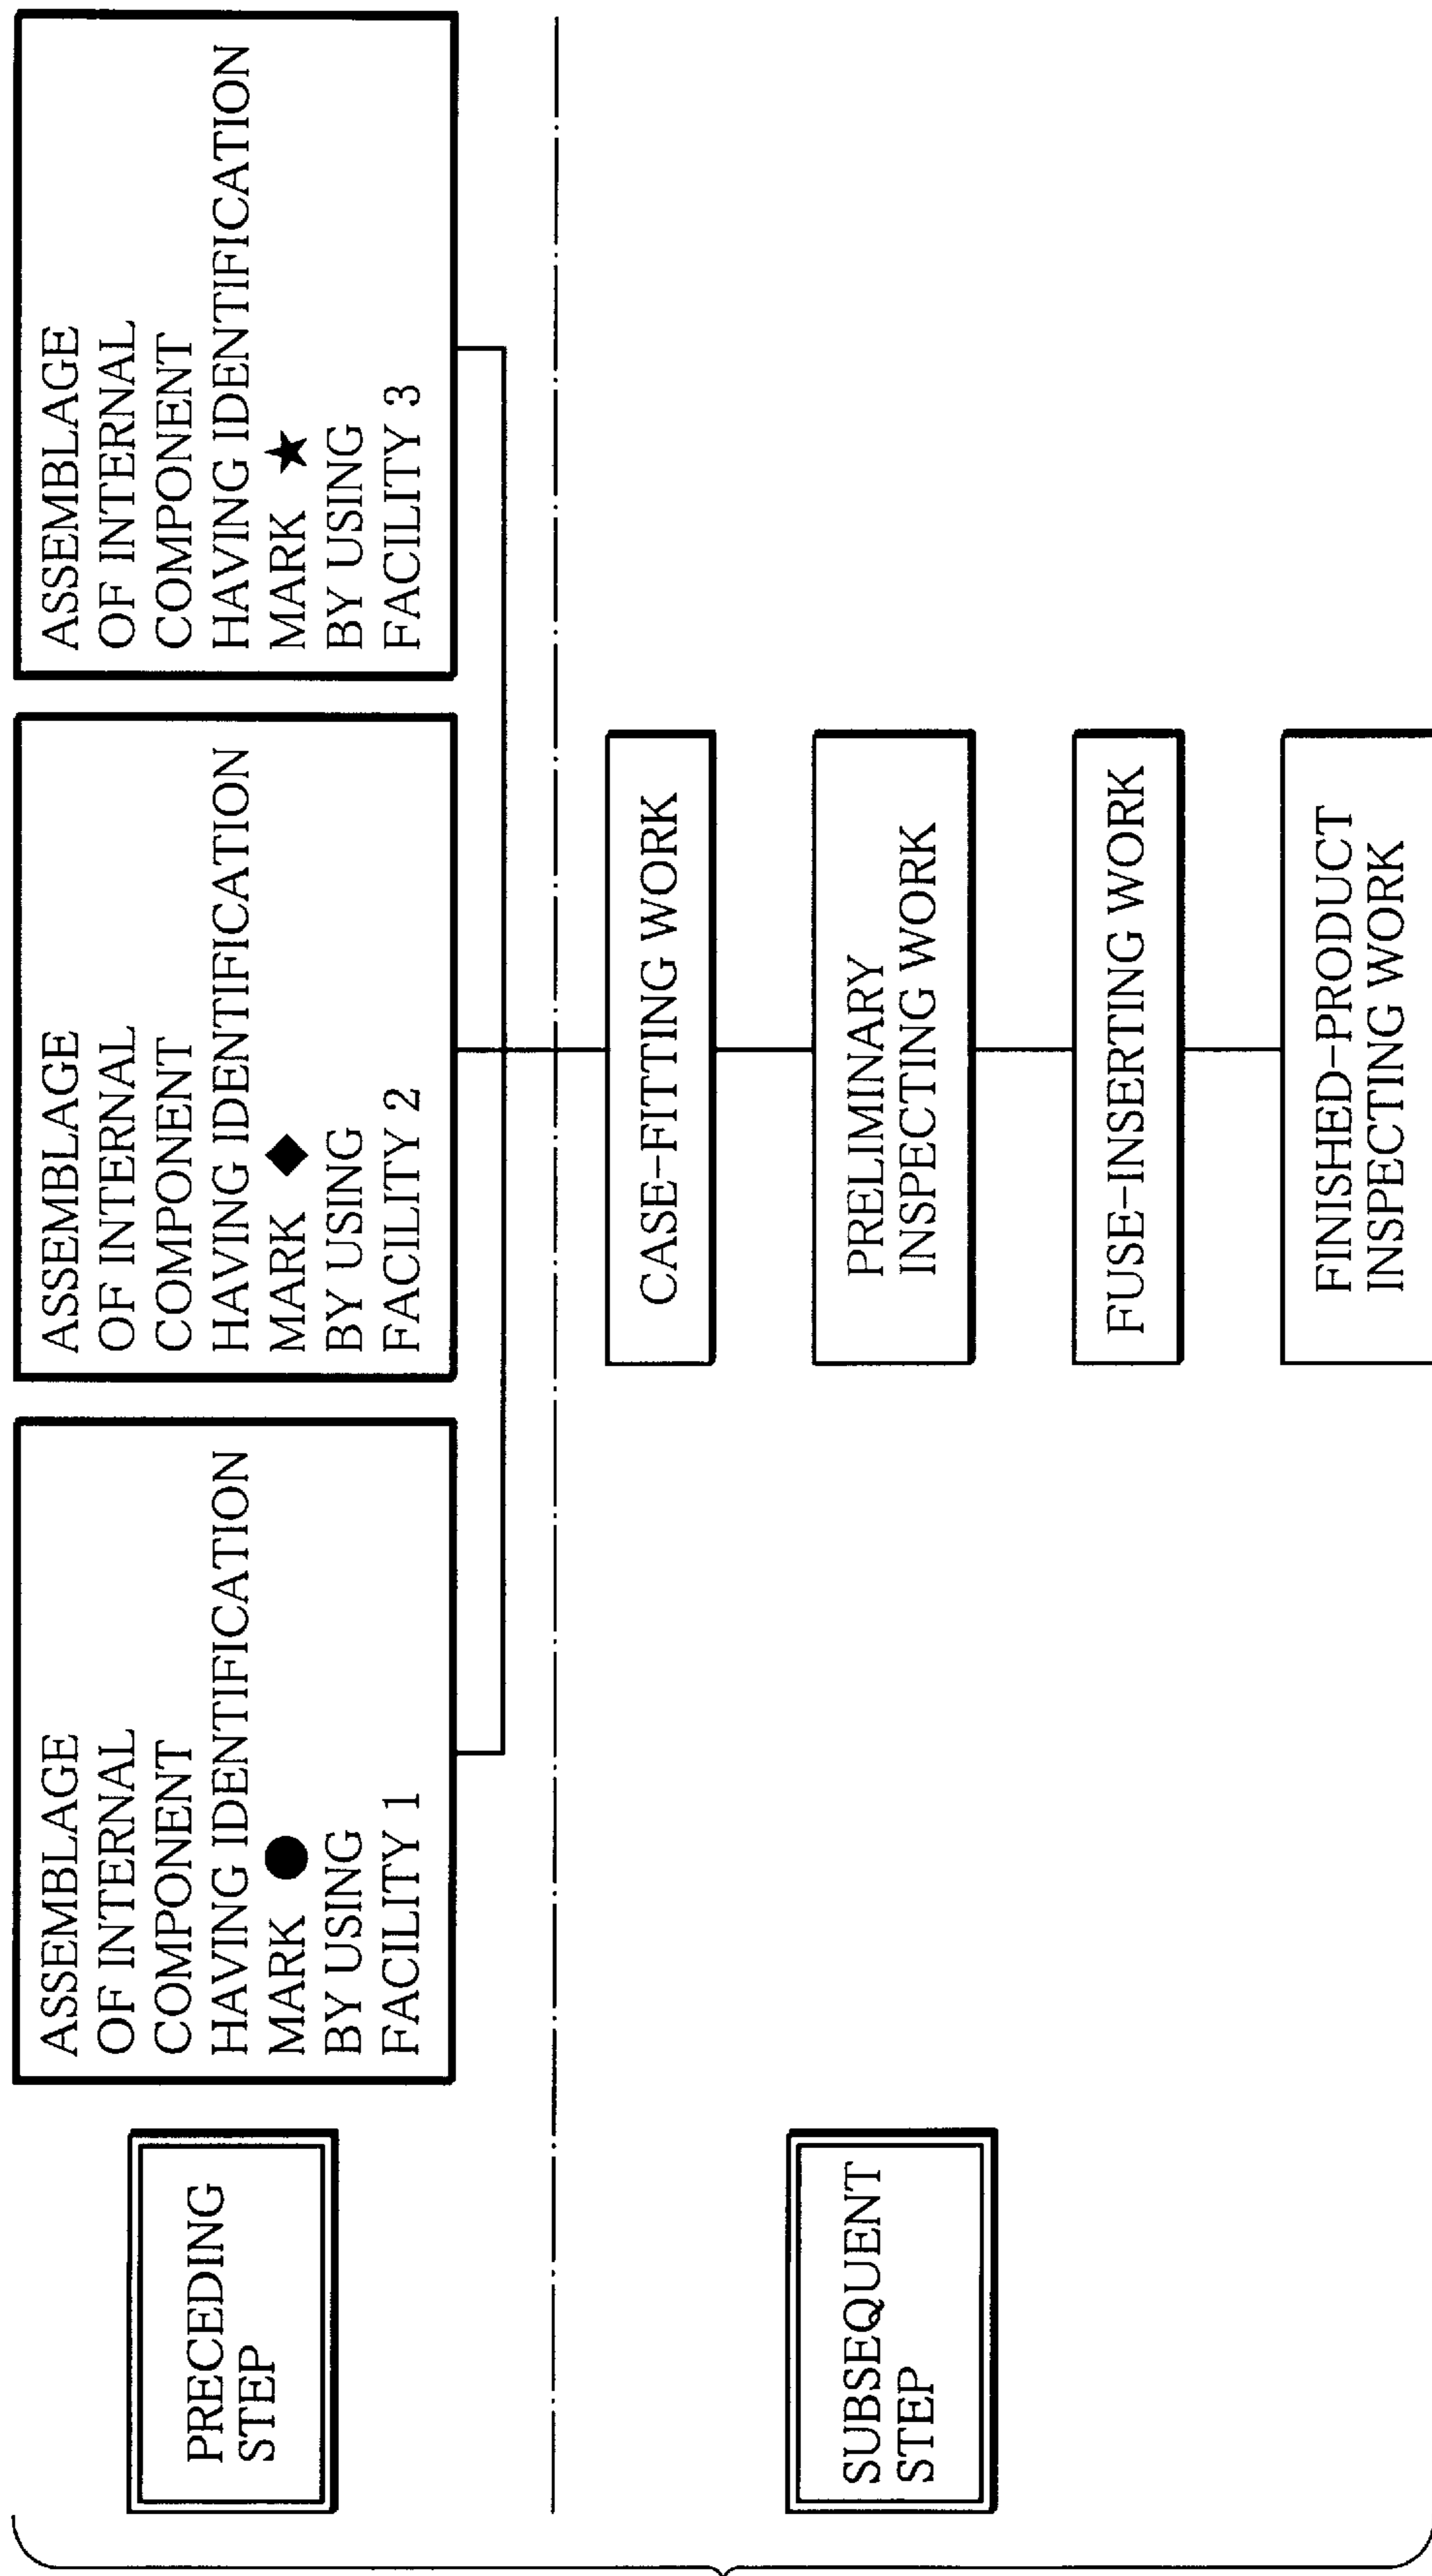 PRECEDING
STEP
ASSEMBLAGE
OF INTERNAL
COMPONENT
HAVING IDENTIFICATION
MARK ●
BY USING
FACILITY 1
ASSEMBLAGE
OF INTERNAL
COMPONENT
HAVING IDENTIFICATION
MARK ◆
BY USING
FACILITY 2
ASSEMBLAGE
OF INTERNAL
COMPONENT
HAVING IDENTIFICATION
MARK ★
BY USING
FACILITY 3
SUBSEQUENT
STEP
CASE-FITTING WORK
PRELIMINARY
INSPECTING WORK
FUSE-INSERTING WORK
FINISHED-PRODUCT
INSPECTING WORK